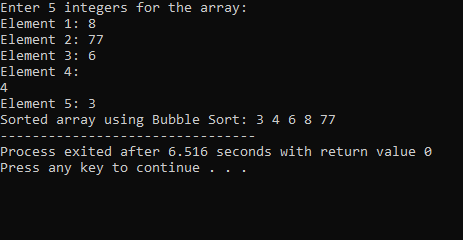 Enter 5 integers for the array:
Element 1: 8
Element 2: 77
Element 3: 6
Element 4:
4
Element 5: 3
Sorted array using Bubble Sort: 3 4 6 8 77
--------------------------------
Process exited after 6.516 seconds with return value 0
Press any key to continue . . .